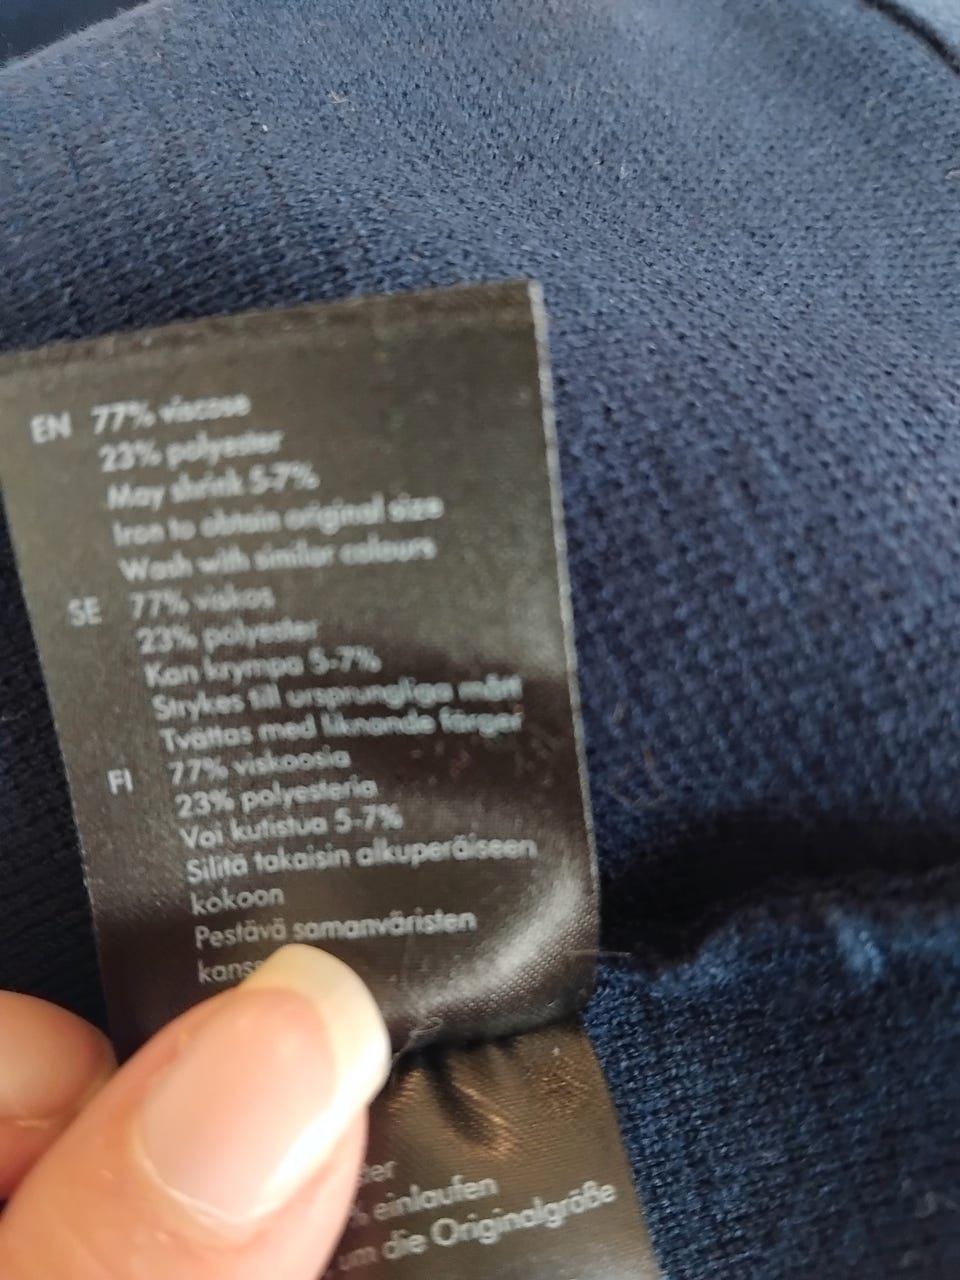 EN 77% viscose
23% polyester
May shrink 5-7%
Iron to obtain original size
Wash with similar colours
SE 77% viskos
23% polyester
Kan krympa 5-7%
Strykes till ursprungliga mått
Tvättas med liknande färger
FI 77% viskoosia
23% polyesteria
Voi kutistua 5-7%
Silitä takaisin alkuperäiseen
kokoon
Pestävä samanväristen
% einlaufen
um die Originalgröße